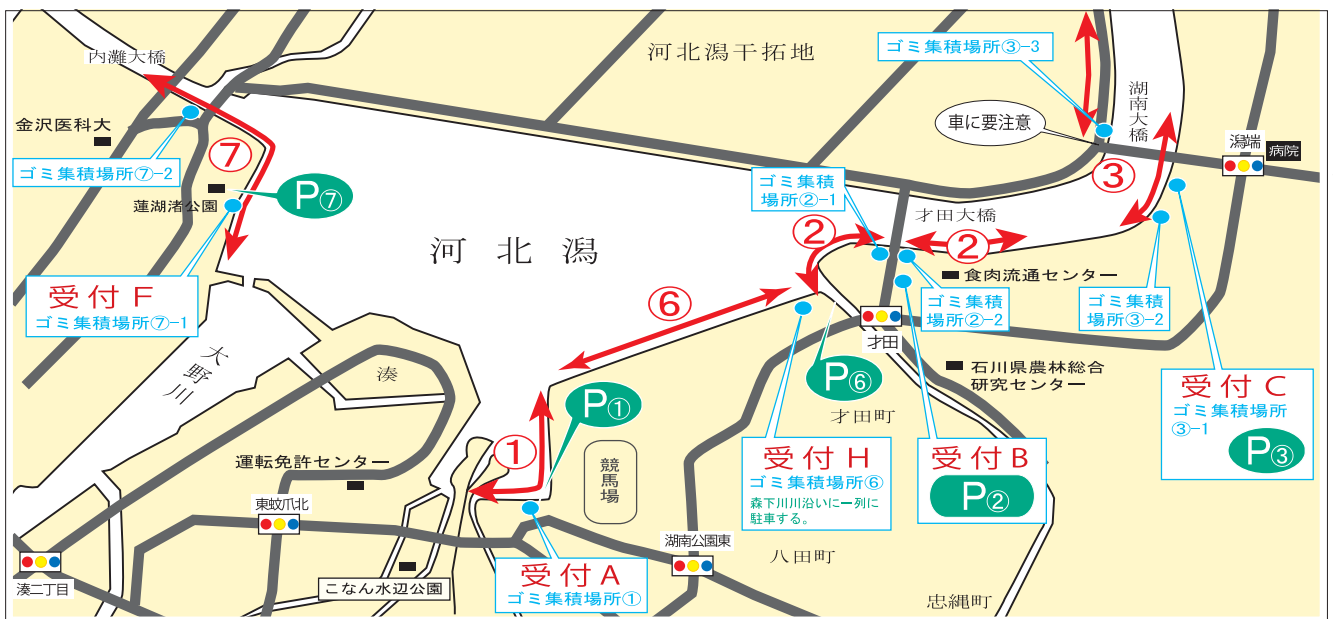 内灘大橋
河北潟干拓地
ゴミ集積場所③-3
湖南大橋
金沢医科大
車に要注意
潟端
病院
ゴミ集積場所⑦-2
⑦
P⑦
蓮湖渚公園
③
ゴミ集積
場所②-1
才田大橋
②
②
河北潟
食肉流通センター
受付F
ゴミ集積場所⑦-1
⑥
ゴミ集積
場所②-2
ゴミ集積
場所③-2
大野川
湊
才田
P⑥
石川県農林総合
研究センター
受付C
ゴミ集積場所
③-1
P③
P①
才田町
①
運転免許センター
競馬場
受付H
ゴミ集積場所⑥
森下川川沿いに一列に
駐車する。
受付B
P②
東蚊爪北
湖南公園東
八田町
湊二丁目
こなん水辺公園
受付A
ゴミ集積場所①
忠縄町